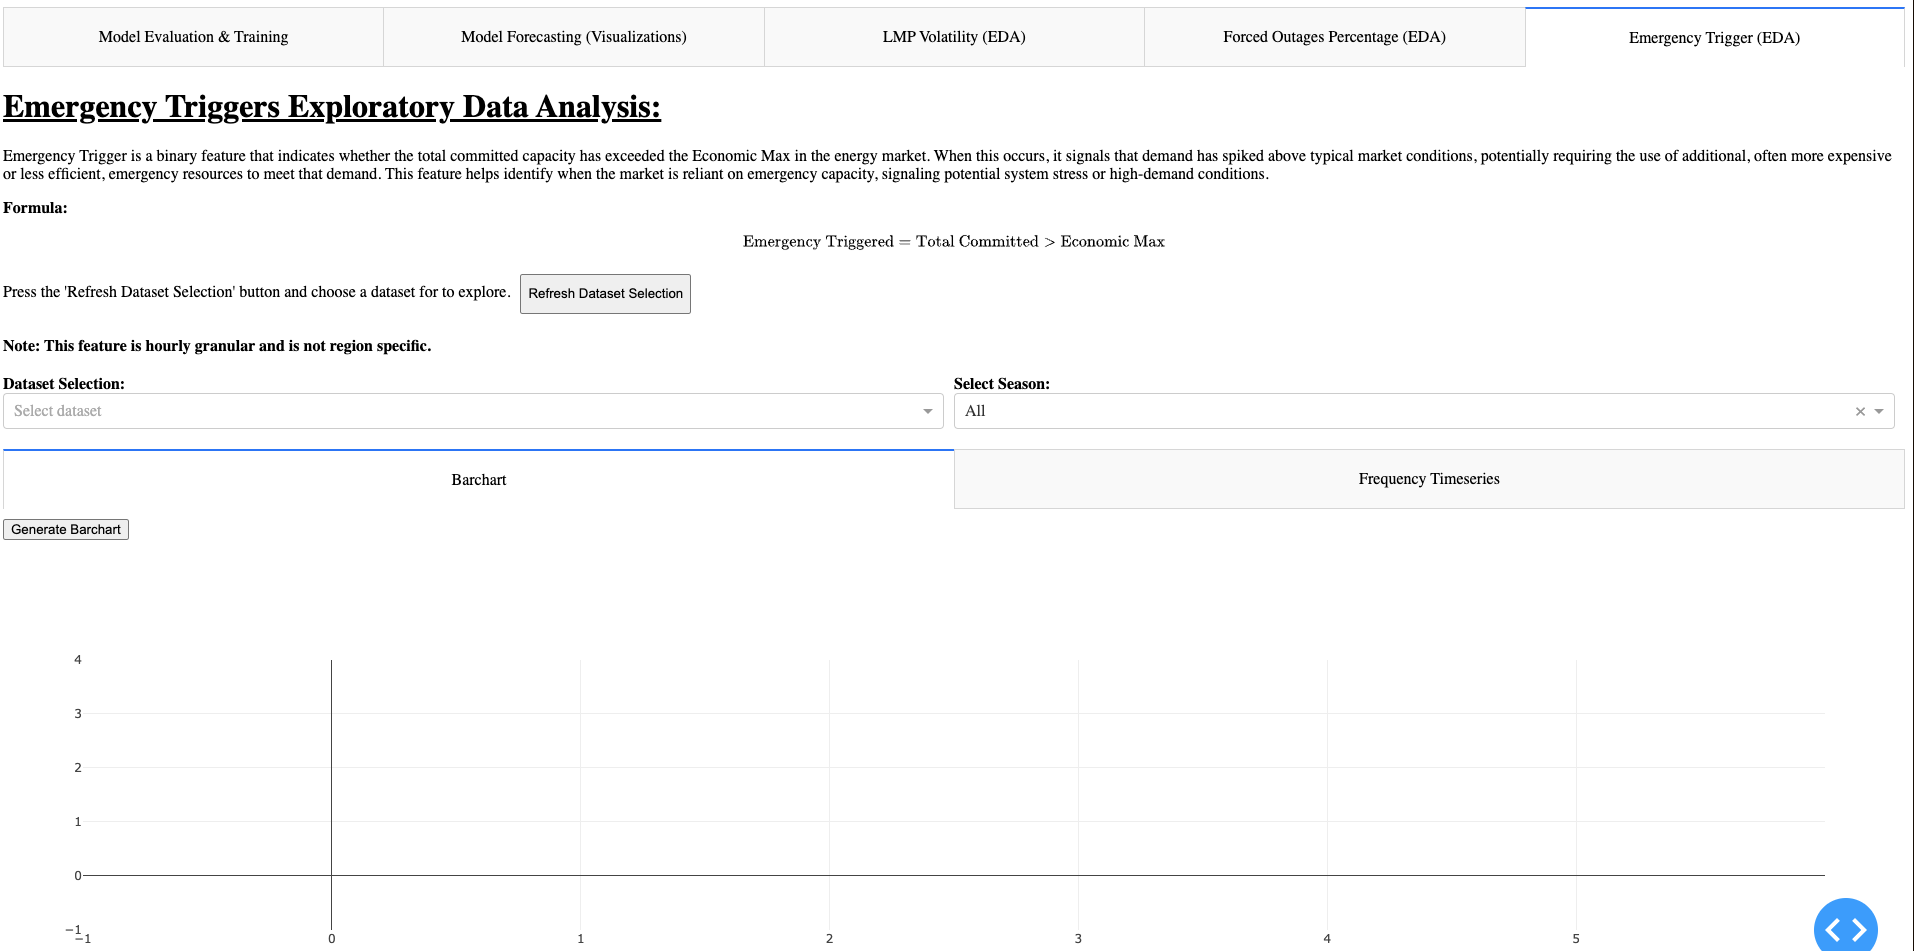 Model Evaluation & Training
Model Forecasting (Visualizations)
LMP Volatility (EDA)
Forced Outages Percentage (EDA)
Emergency Trigger (EDA)
Emergency Triggers Exploratory Data Analysis:
Emergency Trigger is a binary feature that indicates whether the total committed capacity has exceeded the Economic Max in the energy market. When this occurs, it signals that demand has spiked above typical market conditions, potentially requiring the use of additional, often more expensive
or less efficient, emergency resources to meet that demand. This feature helps identify when the market is reliant on emergency capacity, signaling potential system stress or high-demand conditions.
Formula:
Emergency Triggered = Total Committed > Economic Max
Press the 'Refresh Dataset Selection' button and choose a dataset for to explore.
Refresh Dataset Selection
Note: This feature is hourly granular and is not region specific.
Dataset Selection:
Select dataset
Select Season:
All
Barchart
Frequency Timeseries
Generate Barchart
4
3
2
1
0
−1
−1
0
1
2
3
4
5